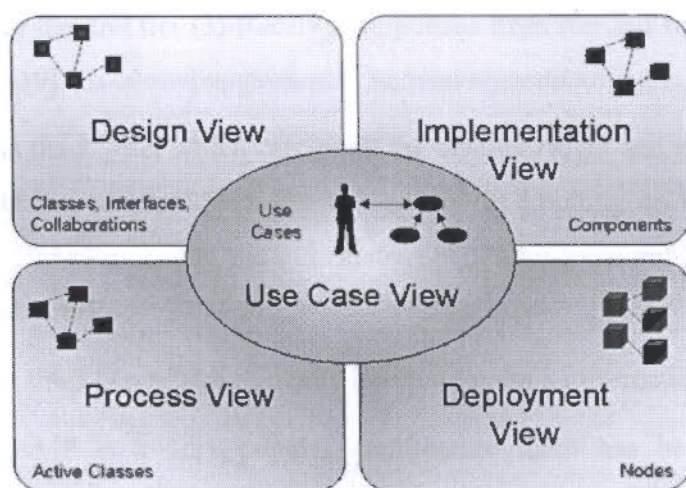 Design View
Classes, Interfaces,
Collaborations
Implementation
View
Components
Use
Cases
Use Case View
Process View
Active Classes
Deployment
View
Nodes